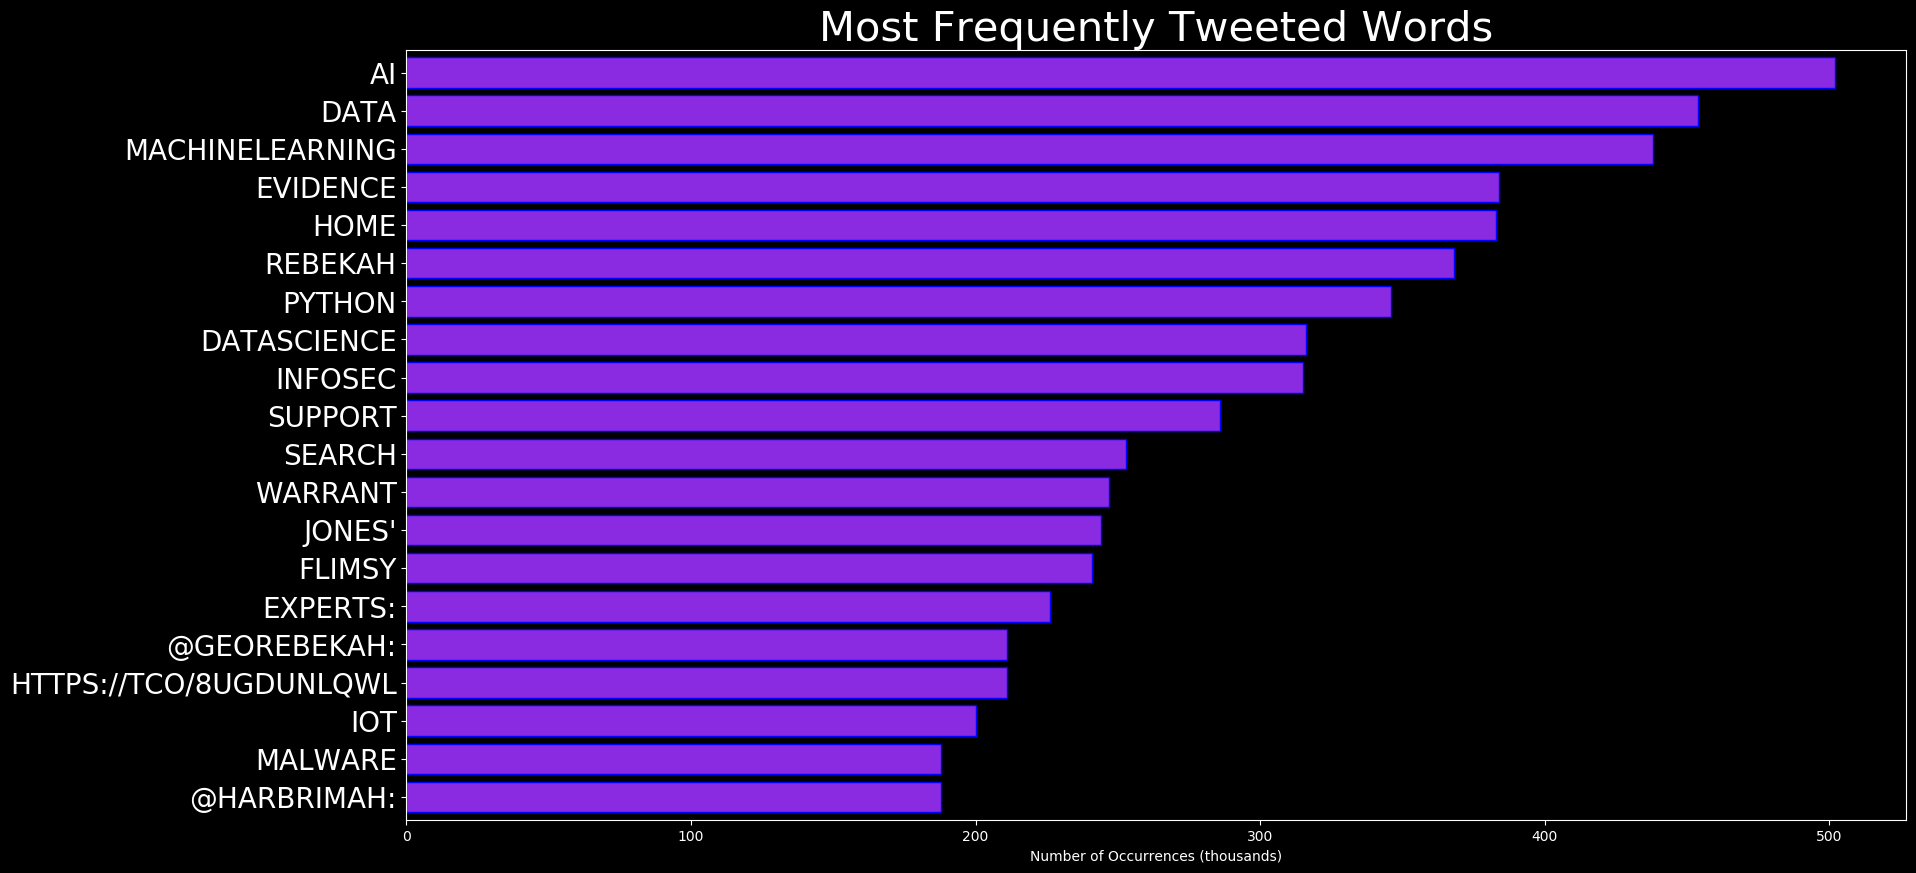 Most Frequently Tweeted Words
AI
DATA
MACHINELEARNING
EVIDENCE
HOME
REBEKAH
PYTHON
DATASCIENCE
INFOSEC
SUPPORT
SEARCH
WARRANT
JONES'
FLIMSY
EXPERTS:
@GEOREBEKAH:
HTTPS://TCO/8UGDUNLQWL
IOT
MALWARE
@HARBRIMAH:
0 100 200 300 400 500
Number of Occurrences (thousands)